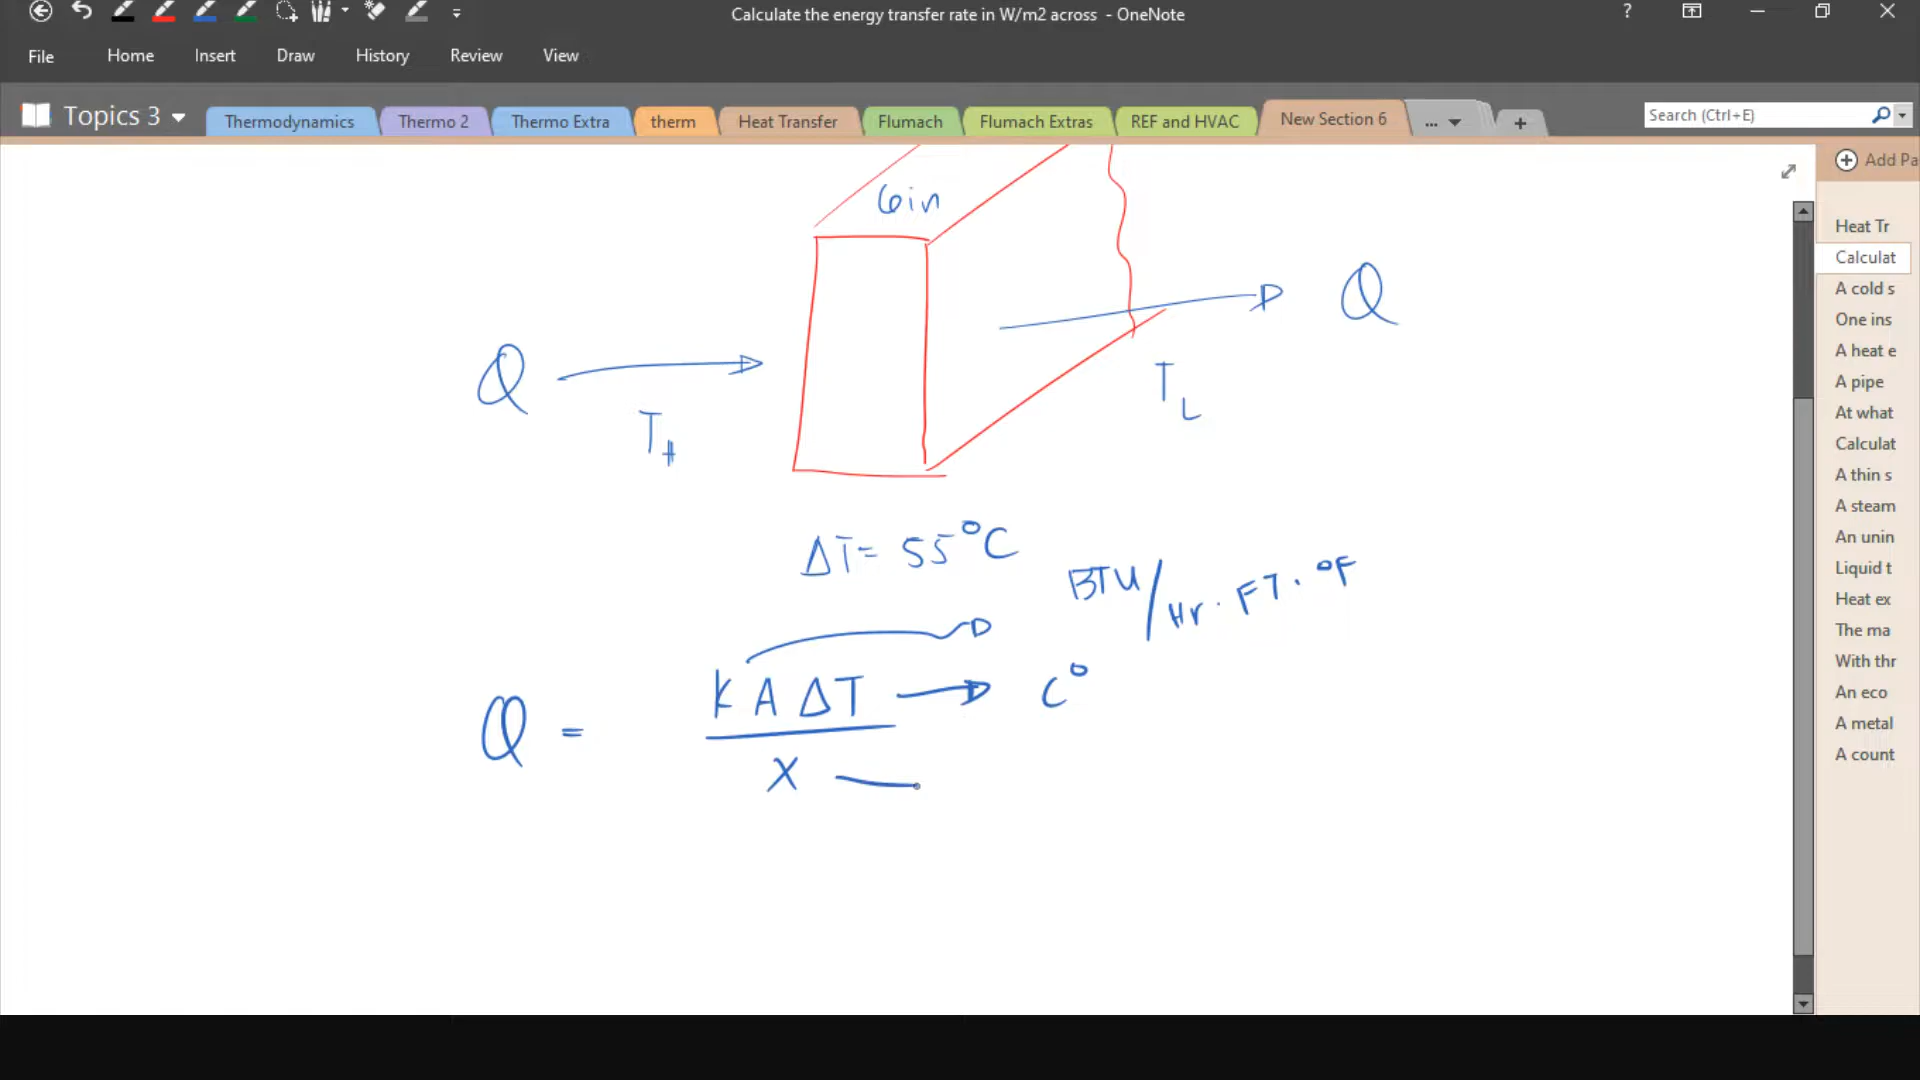 Calculate the energy transfer rate in W/m2 across - OneNote
?
File Home Insert Draw History Review View
Topics 3 Thermodynamics Thermo 2 Thermo Extra therm Heat Transfer Flumach Flumach Extras REF and HVAC New Section 6 ... +
Search (Ctrl+E)
Add Pa
Heat Tr
Calculat
A cold s
One ins
A heat e
A pipe
At what
Calculat
A thin s
A steam
An unin
Liquid t
Heat ex
The ma
With thr
An eco
A metal
A count
6in
Q
Q
T_L
T_H
ΔT= 55°C
BTU/Hr·FT·°F
Q = KAΔT C°
X